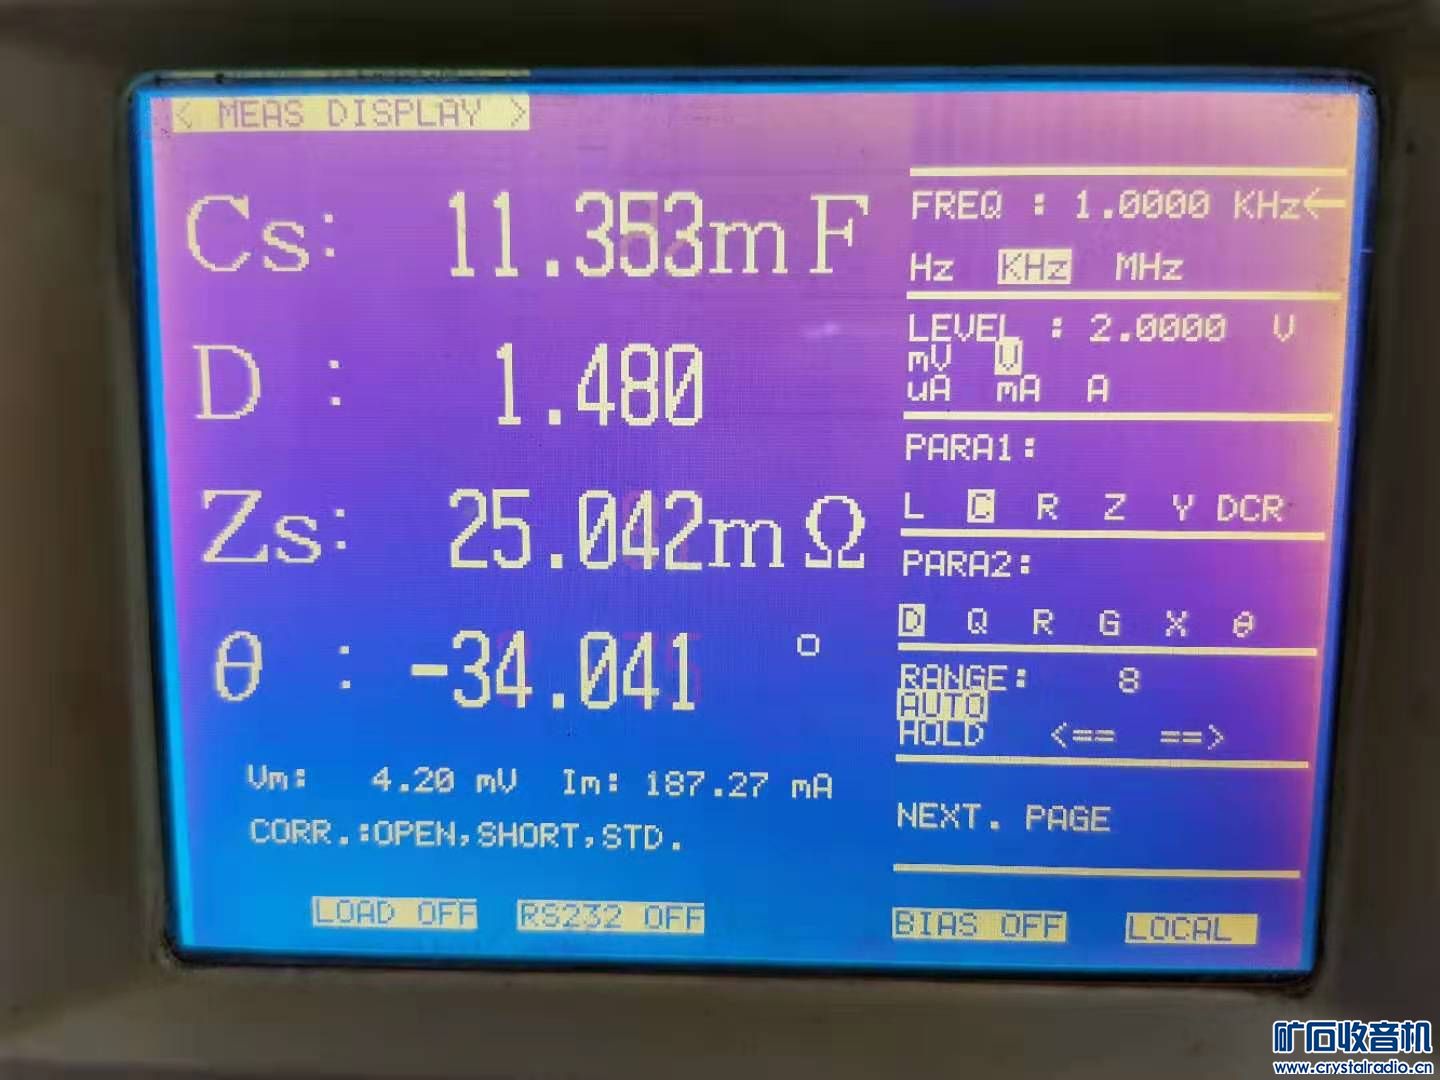 < MEAS DISPLAY >
Cs: 11.353mF
D : 1.480
Zs: 25.042mΩ
θ : -34.041 °
Vm: 4.20 mV Im: 187.27 mA
CORR.:OPEN,SHORT,STD.
LOAD OFF RS232 OFF
FREQ : 1.0000 KHz←
Hz KHz MHz
LEVEL : 2.0000 V
mV V
uA mA A
PARA1:
L C R Z Y DCR
PARA2:
D Q R G X θ
RANGE: 8
AUTO
HOLD <== ==>
NEXT. PAGE
BIAS OFF LOCAL
矿石收音机
www.crystalradio.cn